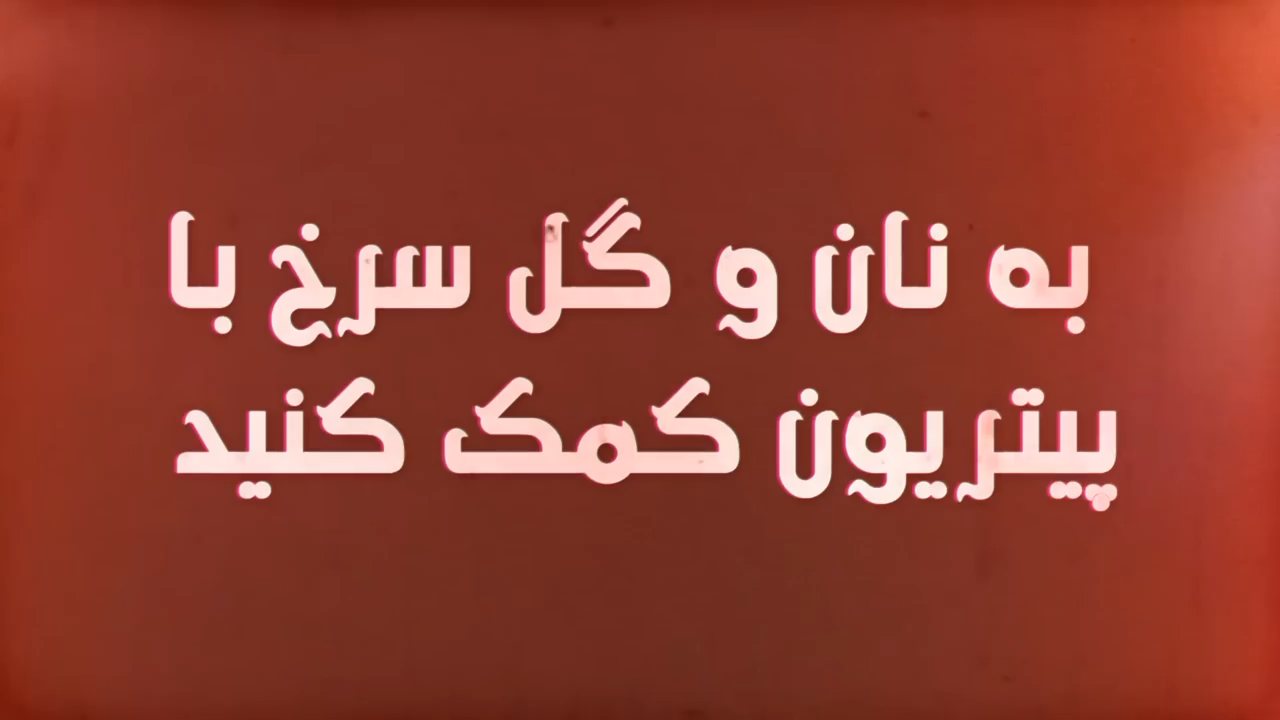 به نان و گل سرخ با
پیتریون کمک کنید